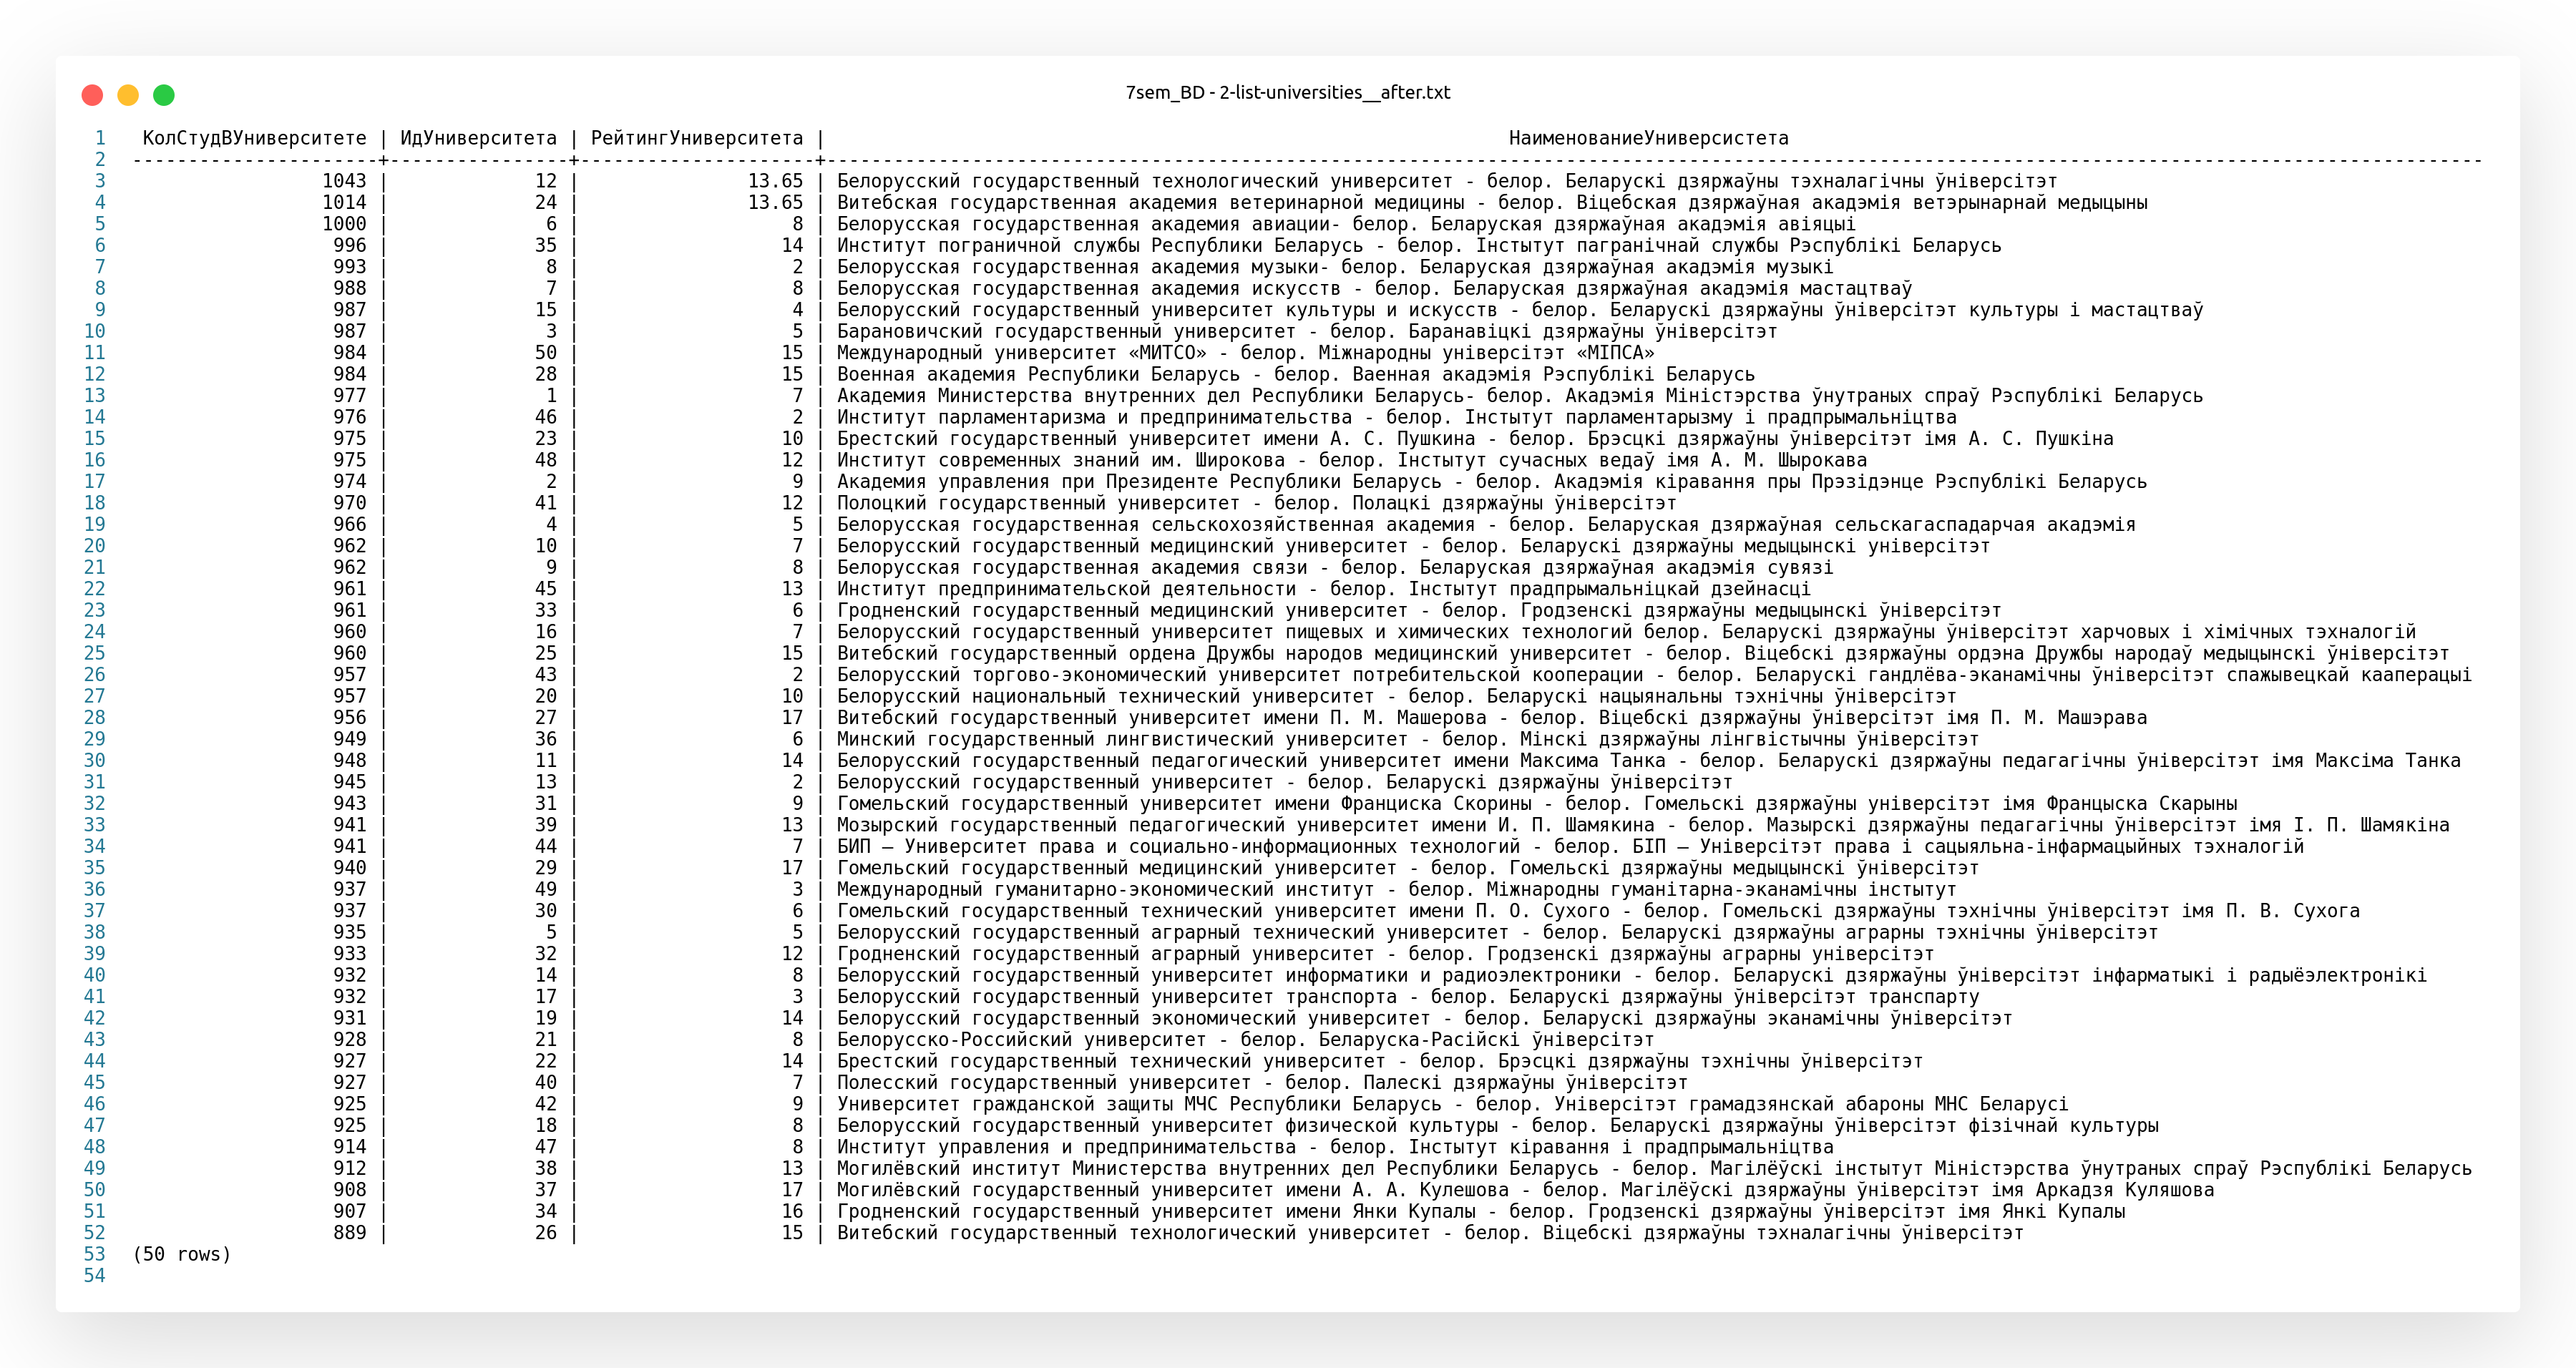 7sem_BD - 2-list-universities__after.txt
1 КолСтудВУниверситете | ИдУниверситета | РейтингУниверситета | НаименованиеУниверсистета
2 ----------------------+----------------+---------------------+----------------------------------------------------------------------------------------------------------------------------------------------------
3 1043 | 12 | 13.65 | Белорусский государственный технологический университет - белор. Беларускі дзяржаўны тэхналагічны ўніверсітэт
4 1014 | 24 | 13.65 | Витебская государственная академия ветеринарной медицины - белор. Віцебская дзяржаўная акадэмія ветэрынарнай медыцыны
5 1000 | 6 | 8 | Белорусская государственная академия авиации- белор. Беларуская дзяржаўная акадэмія авіяцыі
6 996 | 35 | 14 | Институт пограничной службы Республики Беларусь - белор. Інстытут пагранічнай службы Рэспублікі Беларусь
7 993 | 8 | 2 | Белорусская государственная академия музыки- белор. Беларуская дзяржаўная акадэмія музыкі
8 988 | 7 | 8 | Белорусская государственная академия искусств - белор. Беларуская дзяржаўная акадэмія мастацтваў
9 987 | 15 | 4 | Белорусский государственный университет культуры и искусств - белор. Беларускі дзяржаўны ўніверсітэт культуры і мастацтваў
10 987 | 3 | 5 | Барановичский государственный университет - белор. Баранавіцкі дзяржаўны ўніверсітэт
11 984 | 50 | 15 | Международный университет «МИТСО» - белор. Міжнародны універсітэт «МІПСА»
12 984 | 28 | 15 | Военная академия Республики Беларусь - белор. Ваенная акадэмія Рэспублікі Беларусь
13 977 | 1 | 7 | Академия Министерства внутренних дел Республики Беларусь- белор. Акадэмія Міністэрства ўнутраных спраў Рэспублікі Беларусь
14 976 | 46 | 2 | Институт парламентаризма и предпринимательства - белор. Інстытут парламентарызму і прадпрымальніцтва
15 975 | 23 | 10 | Брестский государственный университет имени А. С. Пушкина - белор. Брэсцкі дзяржаўны ўніверсітэт імя А. С. Пушкіна
16 975 | 48 | 12 | Институт современных знаний им. Широкова - белор. Інстытут сучасных ведаў імя А. М. Шырокава
17 974 | 2 | 9 | Академия управления при Президенте Республики Беларусь - белор. Акадэмія кіравання пры Прэзідэнце Рэспублікі Беларусь
18 970 | 41 | 12 | Полоцкий государственный университет - белор. Полацкі дзяржаўны ўніверсітэт
19 966 | 4 | 5 | Белорусская государственная сельскохозяйственная академия - белор. Беларуская дзяржаўная сельскагаспадарчая акадэмія
20 962 | 10 | 7 | Белорусский государственный медицинский университет - белор. Беларускі дзяржаўны медыцынскі універсітэт
21 962 | 9 | 8 | Белорусская государственная академия связи - белор. Беларуская дзяржаўная акадэмія сувязі
22 961 | 45 | 13 | Институт предпринимательской деятельности - белор. Інстытут прадпрымальніцкай дзейнасці
23 961 | 33 | 6 | Гродненский государственный медицинский университет - белор. Гродзенскі дзяржаўны медыцынскі ўніверсітэт
24 960 | 16 | 7 | Белорусский государственный университет пищевых и химических технологий белор. Беларускі дзяржаўны ўніверсітэт харчовых і хімічных тэхналогій
25 960 | 25 | 15 | Витебский государственный ордена Дружбы народов медицинский университет - белор. Віцебскі дзяржаўны ордэна Дружбы народаў медыцынскі ўніверсітэт
26 957 | 43 | 2 | Белорусский торгово-экономический университет потребительской кооперации - белор. Беларускі гандлёва-эканамічны ўніверсітэт спажывецкай кааперацыі
27 957 | 20 | 10 | Белорусский национальный технический университет - белор. Беларускі нацыянальны тэхнічны ўніверсітэт
28 956 | 27 | 17 | Витебский государственный университет имени П. М. Машерова - белор. Віцебскі дзяржаўны ўніверсітэт імя П. М. Машэрава
29 949 | 36 | 6 | Минский государственный лингвистический университет - белор. Мінскі дзяржаўны лінгвістычны ўніверсітэт
30 948 | 11 | 14 | Белорусский государственный педагогический университет имени Максима Танка - белор. Беларускі дзяржаўны педагагічны ўніверсітэт імя Максіма Танка
31 945 | 13 | 2 | Белорусский государственный университет - белор. Беларускі дзяржаўны ўніверсітэт
32 943 | 31 | 9 | Гомельский государственный университет имени Франциска Скорины - белор. Гомельскі дзяржаўны універсітэт імя Францыска Скарыны
33 941 | 39 | 13 | Мозырский государственный педагогический университет имени И. П. Шамякина - белор. Мазырскі дзяржаўны педагагічны ўніверсітэт імя І. П. Шамякіна
34 941 | 44 | 7 | БИП — Университет права и социально-информационных технологий - белор. БІП — Універсітэт права і сацыяльна-інфармацыйных тэхналогій
35 940 | 29 | 17 | Гомельский государственный медицинский университет - белор. Гомельскі дзяржаўны медыцынскі ўніверсітэт
36 937 | 49 | 3 | Международный гуманитарно-экономический институт - белор. Міжнародны гуманітарна-эканамічны інстытут
37 937 | 30 | 6 | Гомельский государственный технический университет имени П. О. Сухого - белор. Гомельскі дзяржаўны тэхнічны ўніверсітэт імя П. В. Сухога
38 935 | 5 | 5 | Белорусский государственный аграрный технический университет - белор. Беларускі дзяржаўны аграрны тэхнічны ўніверсітэт
39 933 | 32 | 12 | Гродненский государственный аграрный университет - белор. Гродзенскі дзяржаўны аграрны універсітэт
40 932 | 14 | 8 | Белорусский государственный университет информатики и радиоэлектроники - белор. Беларускі дзяржаўны ўніверсітэт інфарматыкі і радыёэлектронікі
41 932 | 17 | 3 | Белорусский государственный университет транспорта - белор. Беларускі дзяржаўны ўніверсітэт транспарту
42 931 | 19 | 14 | Белорусский государственный экономический университет - белор. Беларускі дзяржаўны эканамічны ўніверсітэт
43 928 | 21 | 8 | Белорусско-Российский университет - белор. Беларуска-Расійскі ўніверсітэт
44 927 | 22 | 14 | Брестский государственный технический университет - белор. Брэсцкі дзяржаўны тэхнічны ўніверсітэт
45 927 | 40 | 7 | Полесский государственный университет - белор. Палескі дзяржаўны ўніверсітэт
46 925 | 42 | 9 | Университет гражданской защиты МЧС Республики Беларусь - белор. Універсітэт грамадзянскай абароны МНС Беларусі
47 925 | 18 | 8 | Белорусский государственный университет физической культуры - белор. Беларускі дзяржаўны ўніверсітэт фізічнай культуры
48 914 | 47 | 8 | Институт управления и предпринимательства - белор. Інстытут кіравання і прадпрымальніцтва
49 912 | 38 | 13 | Могилёвский институт Министерства внутренних дел Республики Беларусь - белор. Магілёўскі інстытут Міністэрства ўнутраных спраў Рэспублікі Беларусь
50 908 | 37 | 17 | Могилёвский государственный университет имени А. А. Кулешова - белор. Магілёўскі дзяржаўны ўніверсітэт імя Аркадзя Куляшова
51 907 | 34 | 16 | Гродненский государственный университет имени Янки Купалы - белор. Гродзенскі дзяржаўны ўніверсітэт імя Янкі Купалы
52 889 | 26 | 15 | Витебский государственный технологический университет - белор. Віцебскі дзяржаўны тэхналагічны ўніверсітэт
53 (50 rows)
54